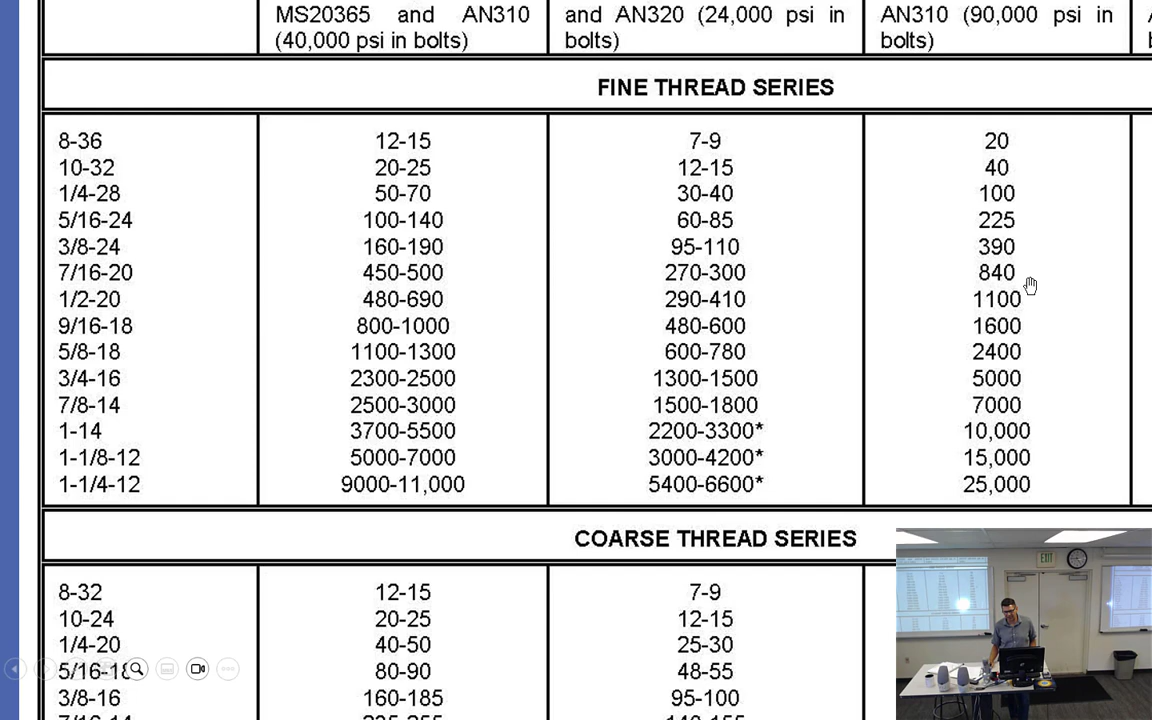 MS20365 and AN310 and AN320 (24,000 psi in AN310 (90,000 psi in
(40,000 psi in bolts) bolts) bolts)
FINE THREAD SERIES
8-36 12-15 7-9 20
10-32 20-25 12-15 40
1/4-28 50-70 30-40 100
5/16-24 100-140 60-85 225
3/8-24 160-190 95-110 390
7/16-20 450-500 270-300 840
1/2-20 480-690 290-410 1100
9/16-18 800-1000 480-600 1600
5/8-18 1100-1300 600-780 2400
3/4-16 2300-2500 1300-1500 5000
7/8-14 2500-3000 1500-1800 7000
1-14 3700-5500 2200-3300* 10,000
1-1/8-12 5000-7000 3000-4200* 15,000
1-1/4-12 9000-11,000 5400-6600* 25,000
COARSE THREAD SERIES
8-32 12-15 7-9
10-24 20-25 12-15
1/4-20 40-50 25-30
5/16-18 80-90 48-55
3/8-16 160-185 95-100
EXIT